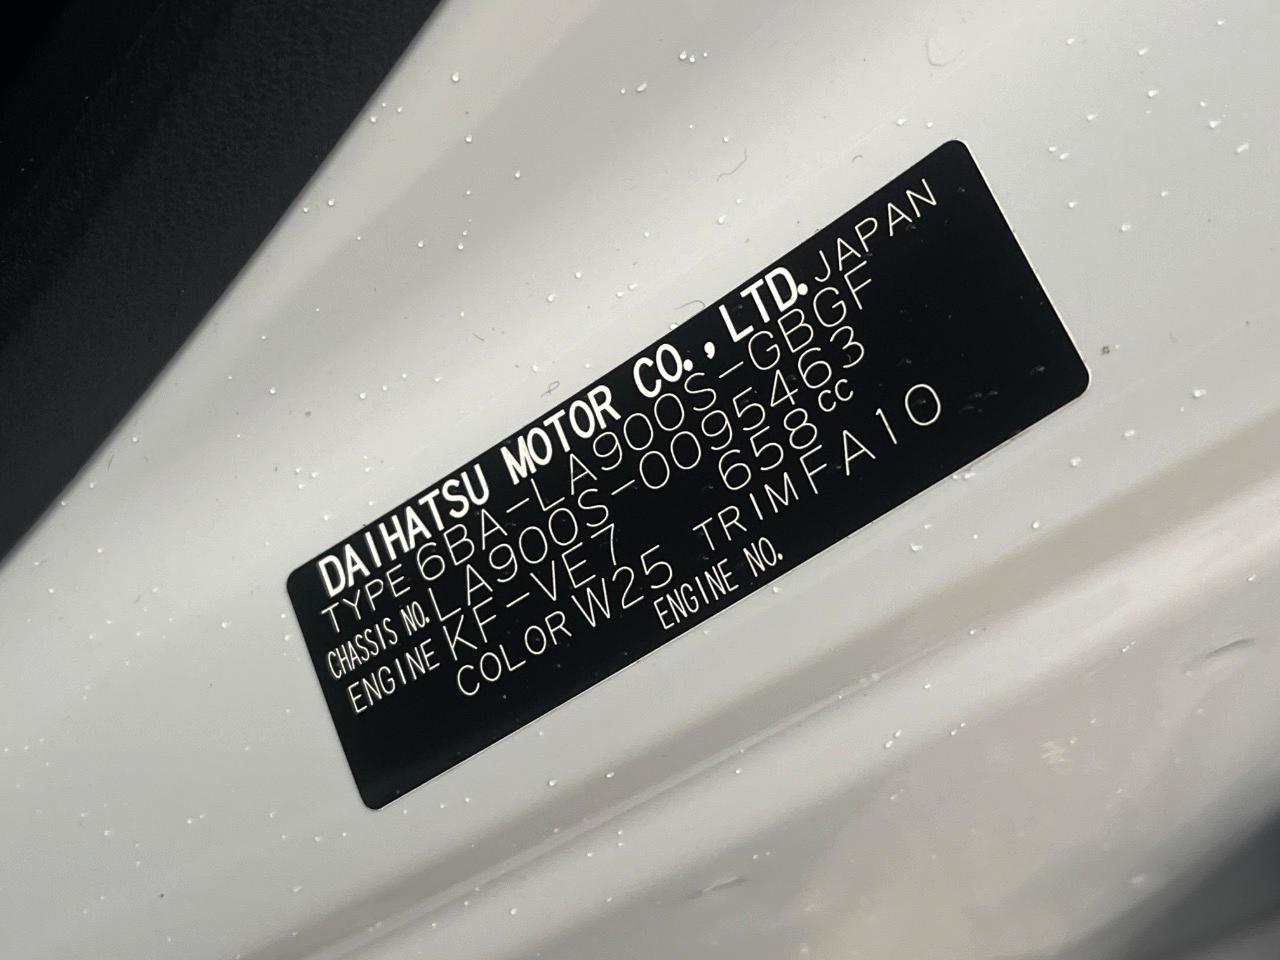 DAIHATSU MOTOR CO., LTD. JAPAN
TYPE 6BA-LA900S-GBGF
CHASSIS NO. LA900S-0095463
ENGINE KF-VE7 658cc
COLOR W25 TRIM FA10
ENGINE NO.